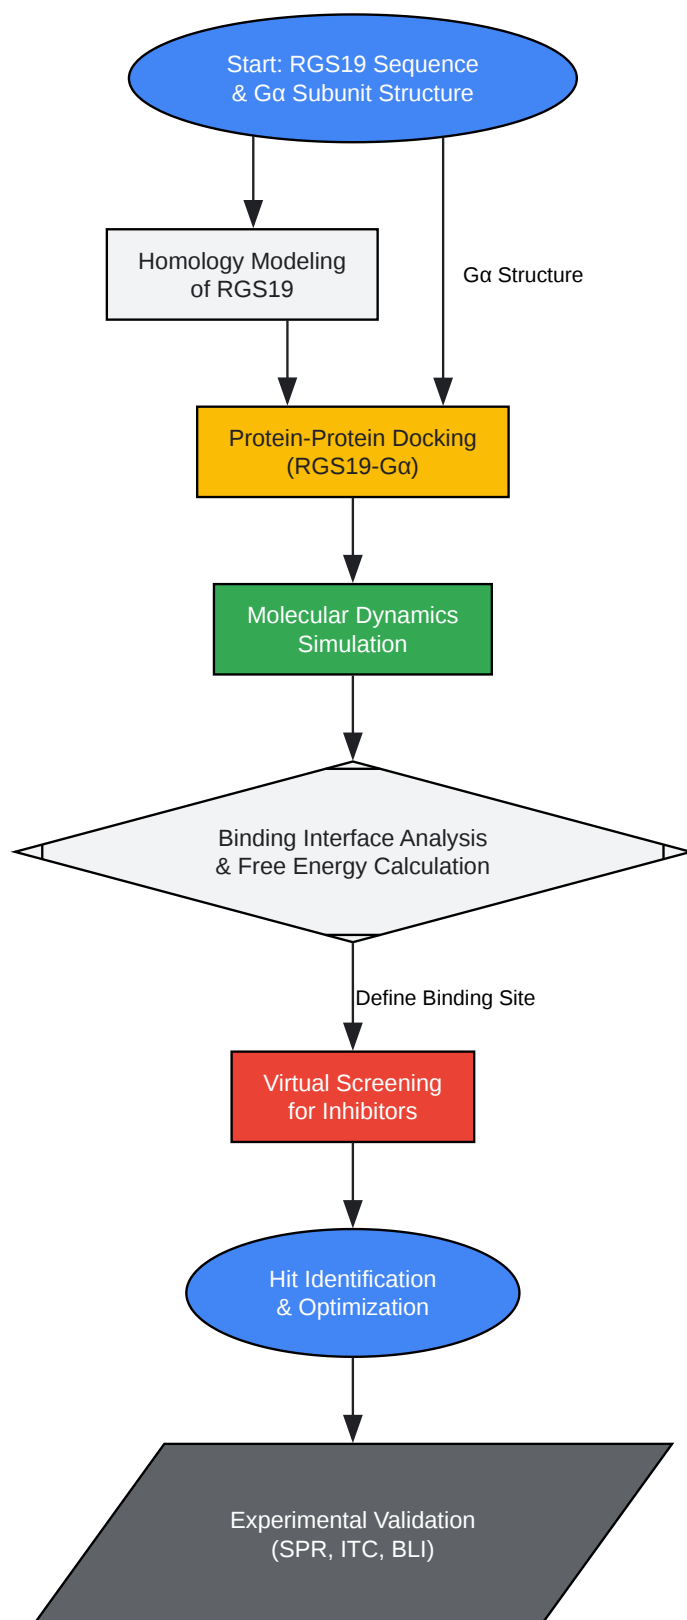 Start: RGS19 Sequence
& Gα Subunit Structure
Homology Modeling
of RGS19
Gα Structure
Protein-Protein Docking
(RGS19-Gα)
Molecular Dynamics
Simulation
Binding Interface Analysis
& Free Energy Calculation
Define Binding Site
Virtual Screening
for Inhibitors
Hit Identification
& Optimization
Experimental Validation
(SPR, ITC, BLI)